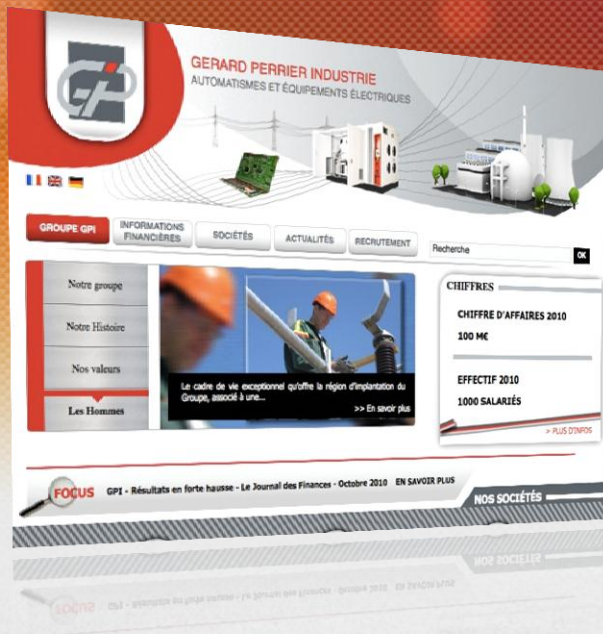 GERARD PERRIER INDUSTRIE
AUTOMATISMES ET ÉQUIPEMENTS ÉLECTRIQUES
GROUPE GPI
INFORMATIONS
FINANCIÈRES
SOCIÉTÉS
ACTUALITÉS
RECRUTEMENT
Recherche
OK
Notre groupe
Notre Histoire
Nos valeurs
Les Hommes
Le cadre de vie exceptionnel qu'offre la région d'implantation du
Groupe, associé à une...
>> En savoir plus
CHIFFRES
CHIFFRE D'AFFAIRES 2010
100 M€
EFFECTIF 2010
1000 SALARIÉS
> PLUS D'INFOS
FOCUS
GPI - Résultats en forte hausse - Le Journal des Finances - Octobre 2010 EN SAVOIR PLUS
NOS SOCIÉTÉS